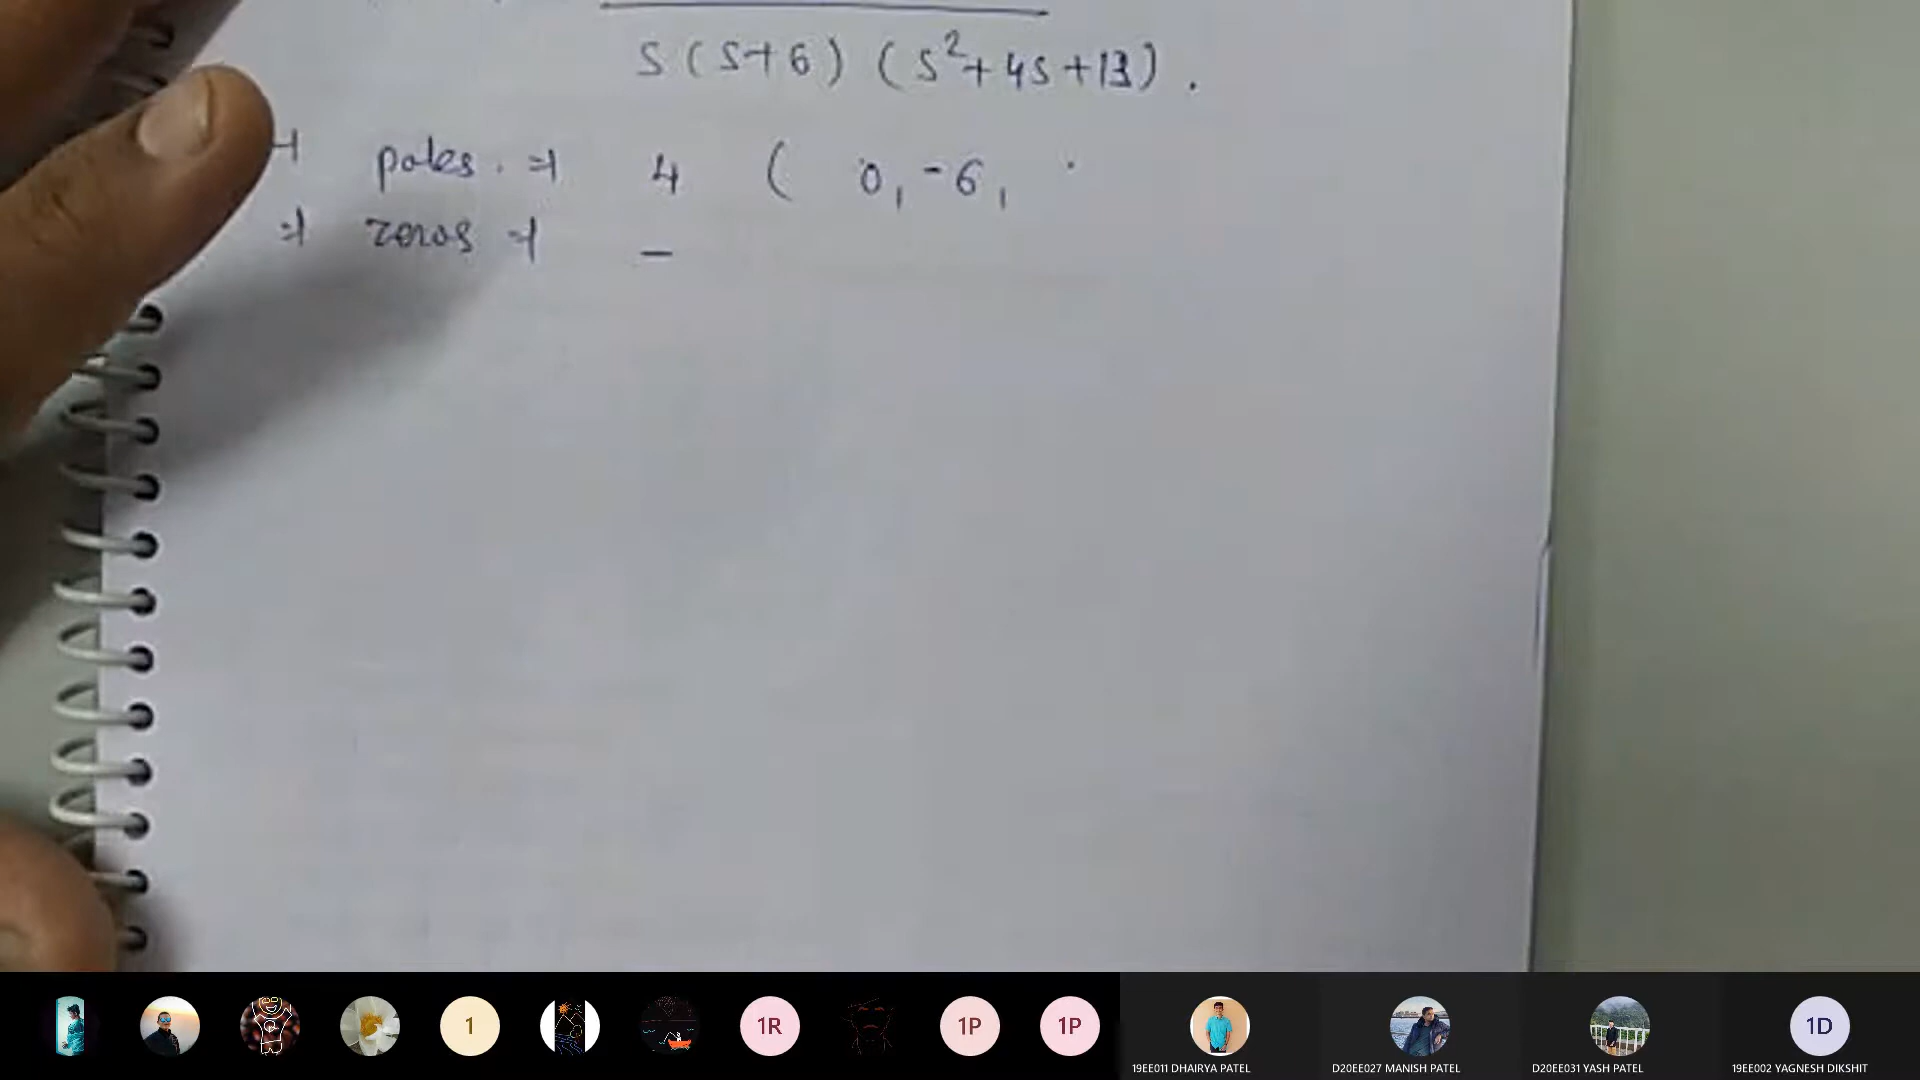 s(s+6) (s²+4s+13).
⇒ poles. ⇒ 4 ( 0, -6,
⇒ zeros ⇒ -
1 1R 1P 1P 1D
19EE011 DHAIRYA PATEL D20EE027 MANISH PATEL D20EE031 YASH PATEL 19EE002 YAGNESH DIKSHIT